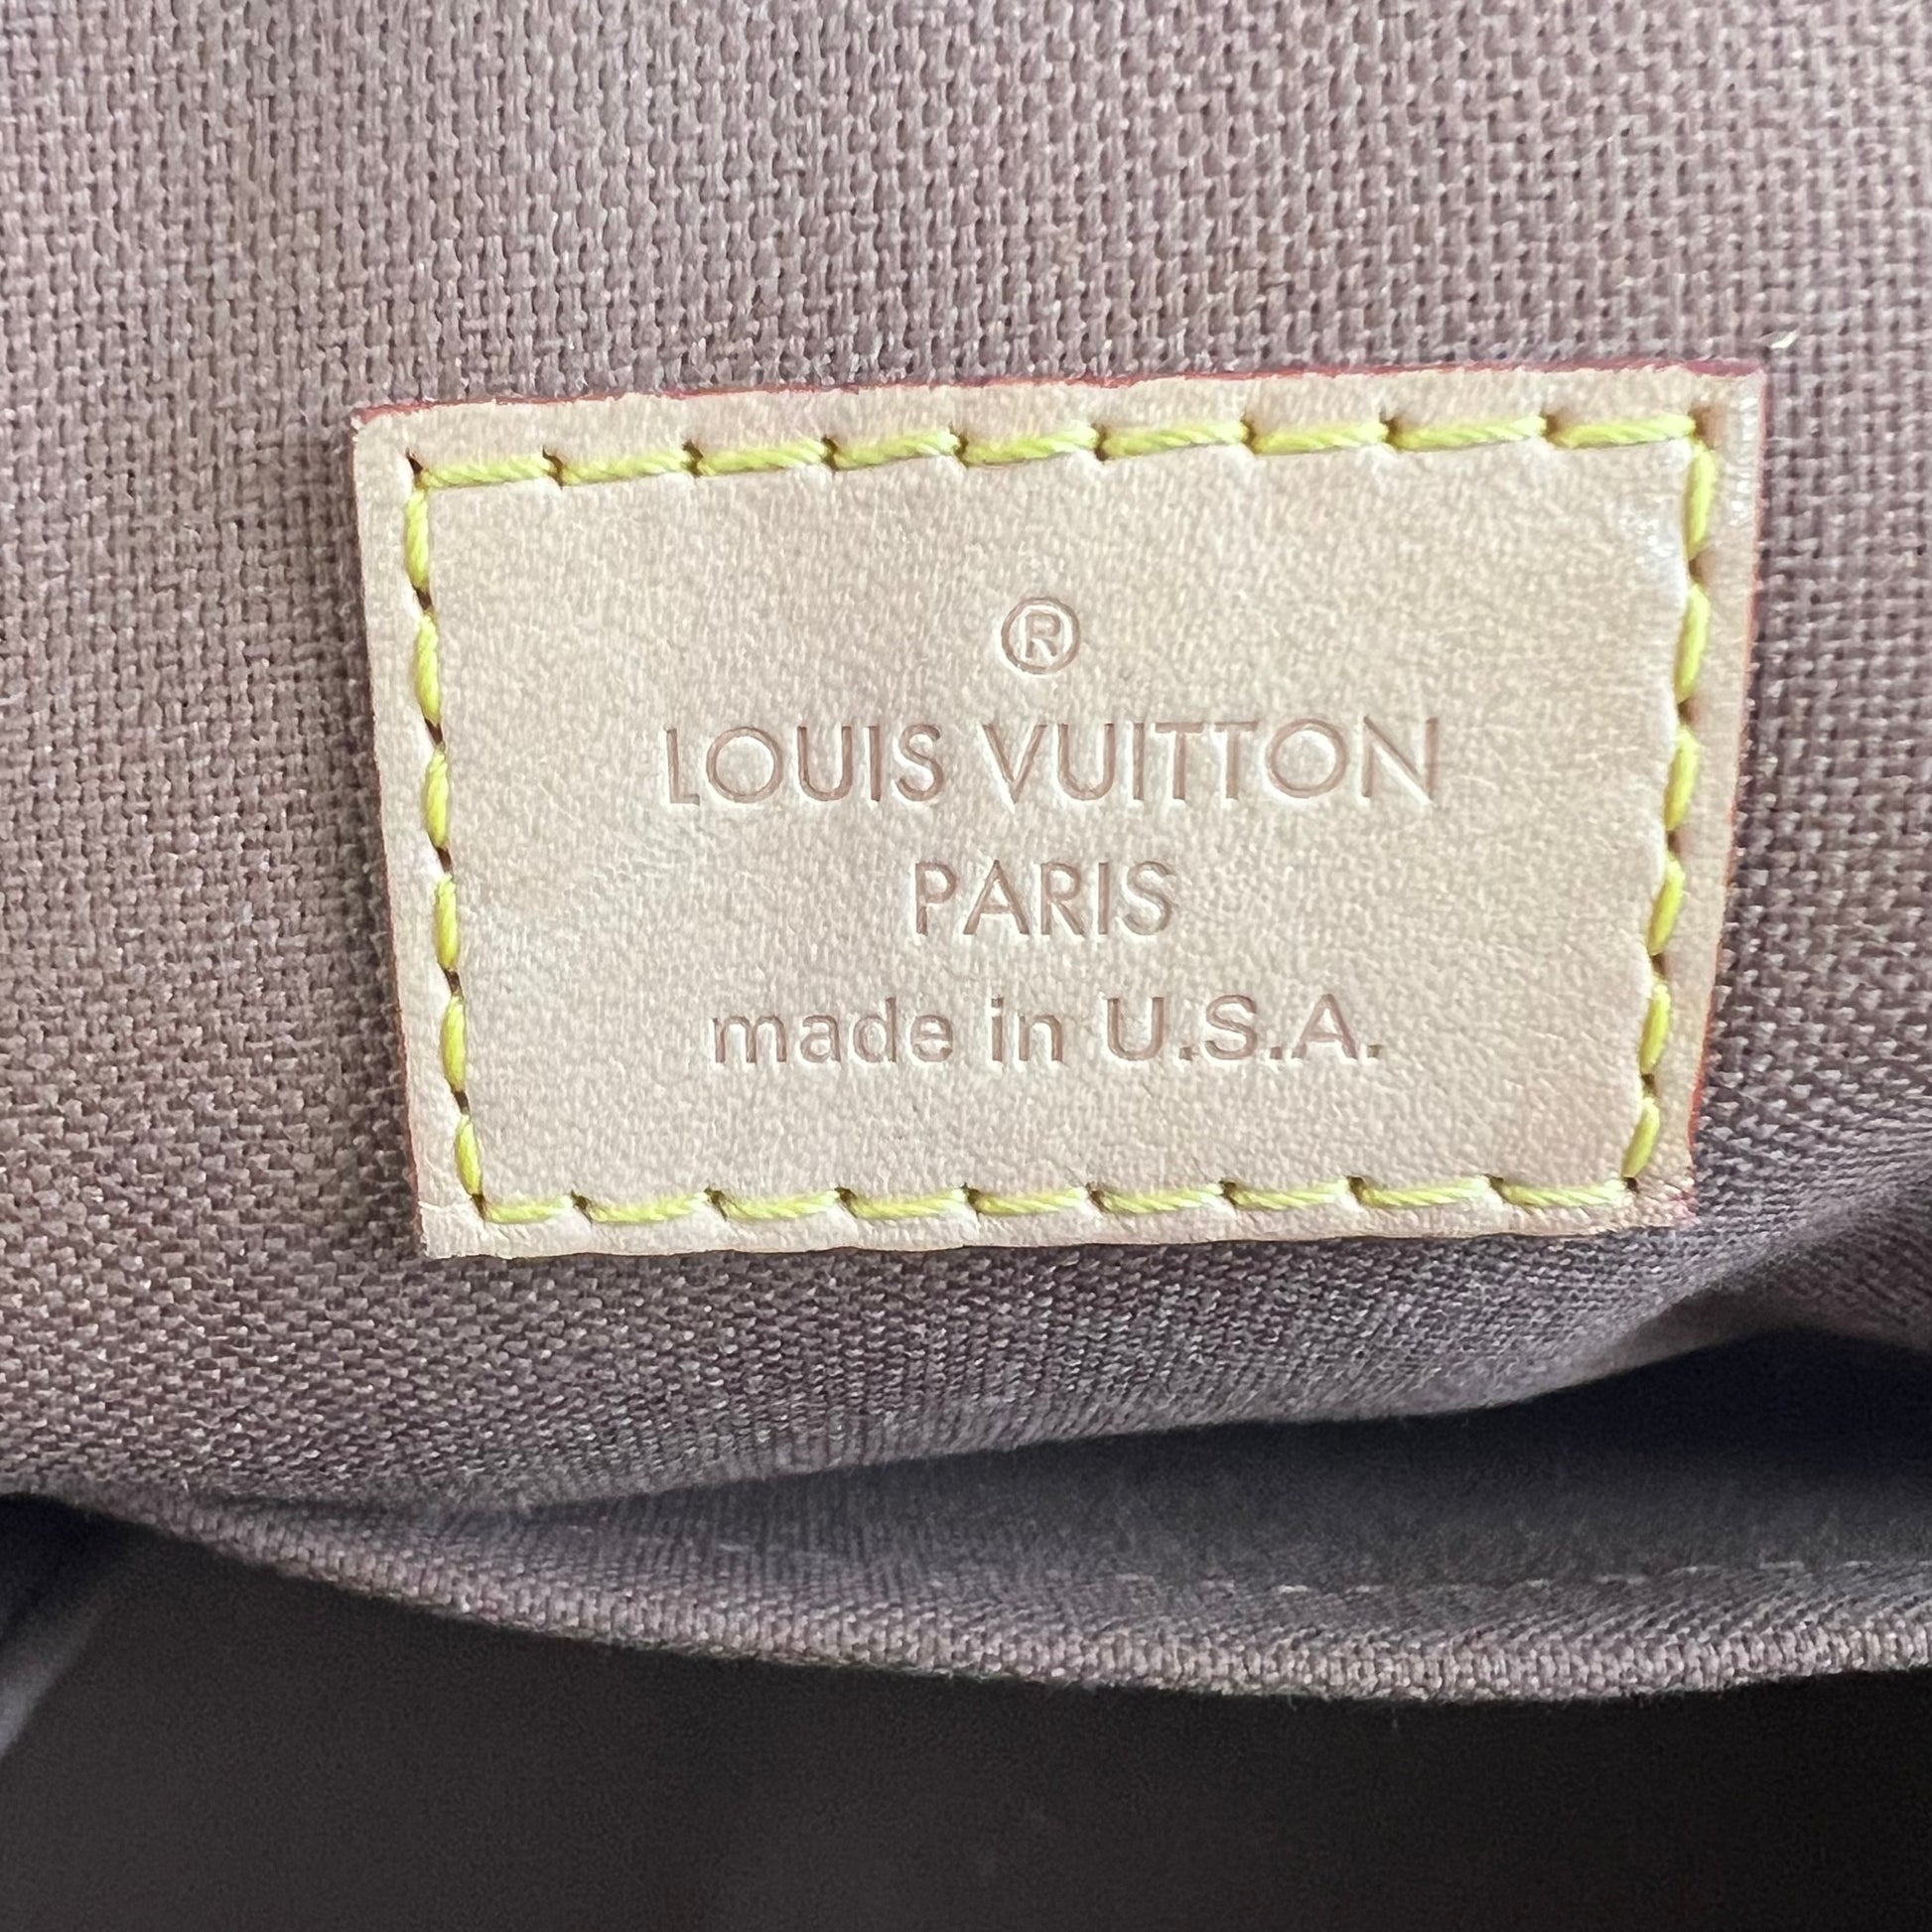 ®
LOUIS VUITTON
PARIS
made in U.S.A.